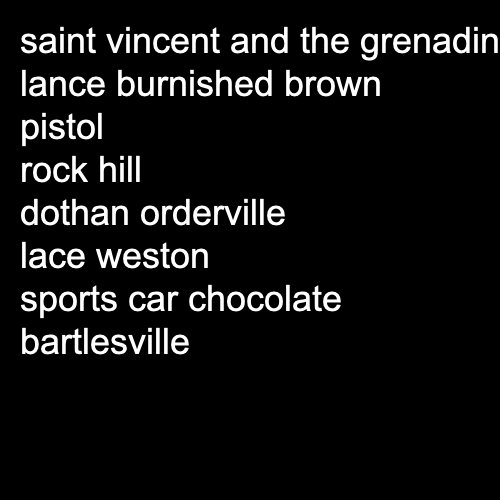 saint vincent and the grenadin
lance burnished brown
pistol
rock hill
dothan orderville
lace weston
sports car chocolate
bartlesville